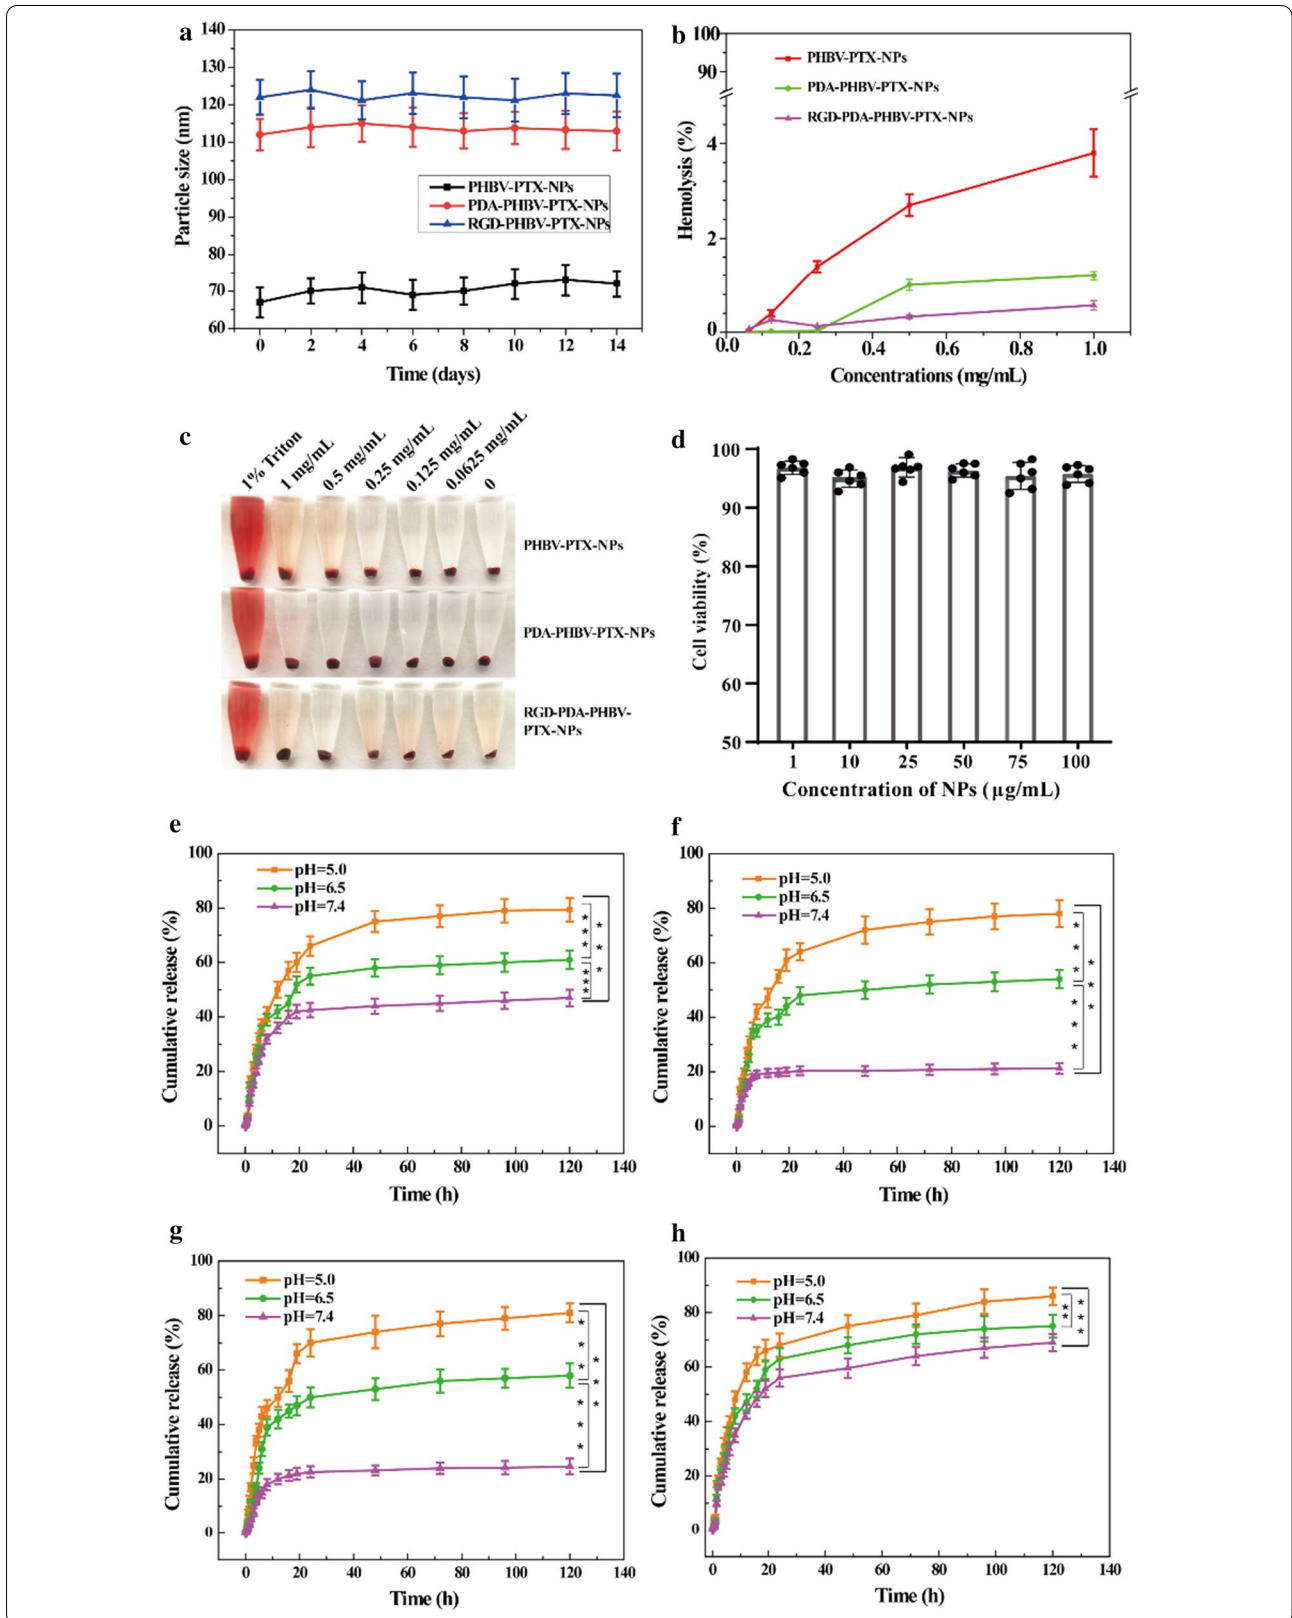 a
140
130
120
110
100
90
80
70
60
Particle size (nm)
PHBV-PTX-NPs
PDA-PHBV-PTX-NPs
RGD-PHBV-PTX-NPs
0 2 4 6 8 10 12 14
Time (days)
b
100
90
4
2
0
Hemolysis (%)
PHBV-PTX-NPs
PDA-PHBV-PTX-NPs
RGD-PDA-PHBV-PTX-NPs
0.0 0.2 0.4 0.6 0.8 1.0
Concentrations (mg/mL)
c
1% Triton
1 mg/mL
0.5 mg/mL
0.25 mg/mL
0.125 mg/mL
0.0625 mg/mL
0
PHBV-PTX-NPs
PDA-PHBV-PTX-NPs
RGD-PDA-PHBV-
PTX-NPs
d
100
90
80
70
60
50
Cell viability (%)
1 10 25 50 75 100
Concentration of NPs (μg/mL)
e
100
80
60
40
20
0
Cumulative release (%)
pH=5.0
pH=6.5
pH=7.4
* * *
* * *
* * *
0 20 40 60 80 100 120 140
Time (h)
f
100
80
60
40
20
0
Cumulative release (%)
pH=5.0
pH=6.5
pH=7.4
* * *
* * *
* * *
0 20 40 60 80 100 120 140
Time (h)
g
100
80
60
40
20
0
Cumulative release (%)
pH=5.0
pH=6.5
pH=7.4
* * *
* * *
* * *
0 20 40 60 80 100 120 140
Time (h)
h
100
80
60
40
20
0
Cumulative release (%)
pH=5.0
pH=6.5
pH=7.4
* *
* * *
0 20 40 60 80 100 120 140
Time (h)